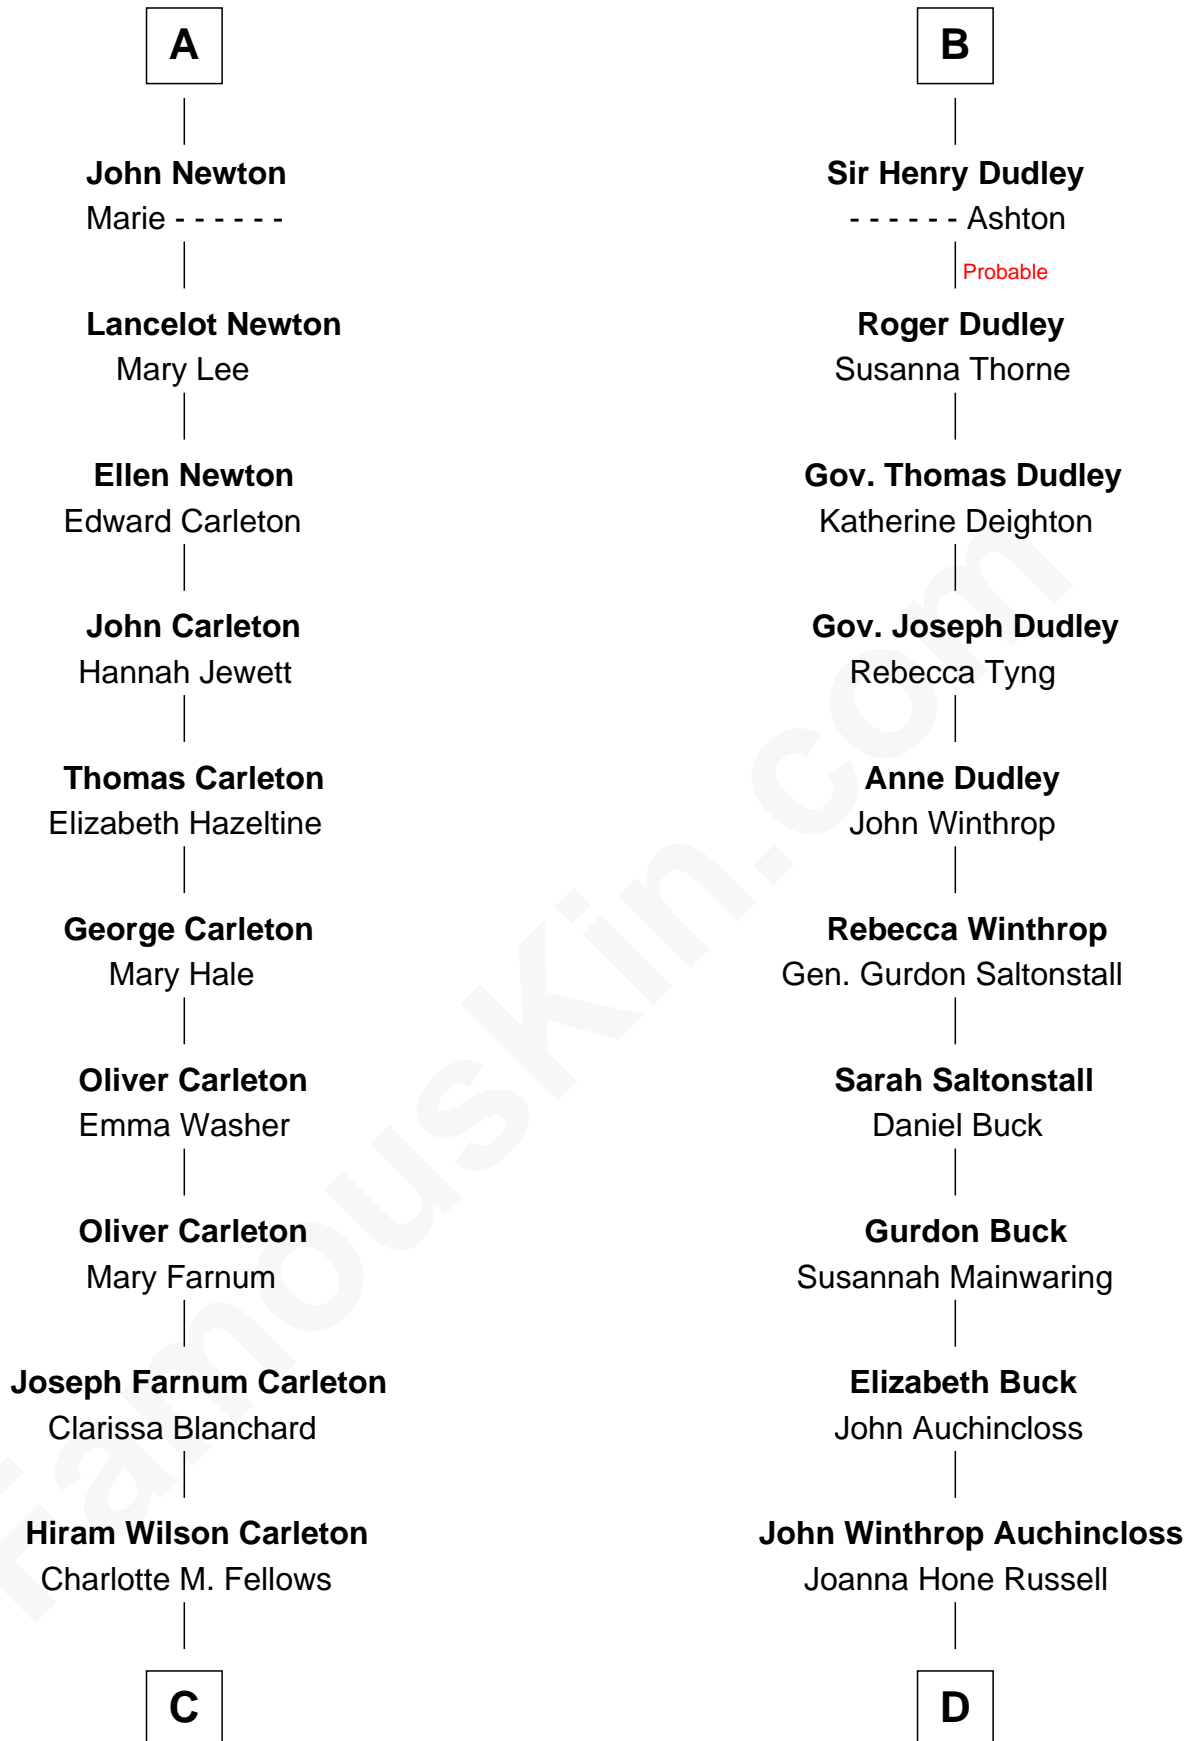 A
John Newton
Marie - - - - - -
Lancelot Newton
Mary Lee
Ellen Newton
Edward Carleton
John Carleton
Hannah Jewett
Thomas Carleton
Elizabeth Hazeltine
George Carleton
Mary Hale
Oliver Carleton
Emma Washer
Oliver Carleton
Mary Farnum
Joseph Farnum Carleton
Clarissa Blanchard
Hiram Wilson Carleton
Charlotte M. Fellows
C
B
Sir Henry Dudley
- - - - - - Ashton
Probable
Roger Dudley
Susanna Thorne
Gov. Thomas Dudley
Katherine Deighton
Gov. Joseph Dudley
Rebecca Tyng
Anne Dudley
John Winthrop
Rebecca Winthrop
Gen. Gurdon Saltonstall
Sarah Saltonstall
Daniel Buck
Gurdon Buck
Susannah Mainwaring
Elizabeth Buck
John Auchincloss
John Winthrop Auchincloss
Joanna Hone Russell
D
FamousKin.com